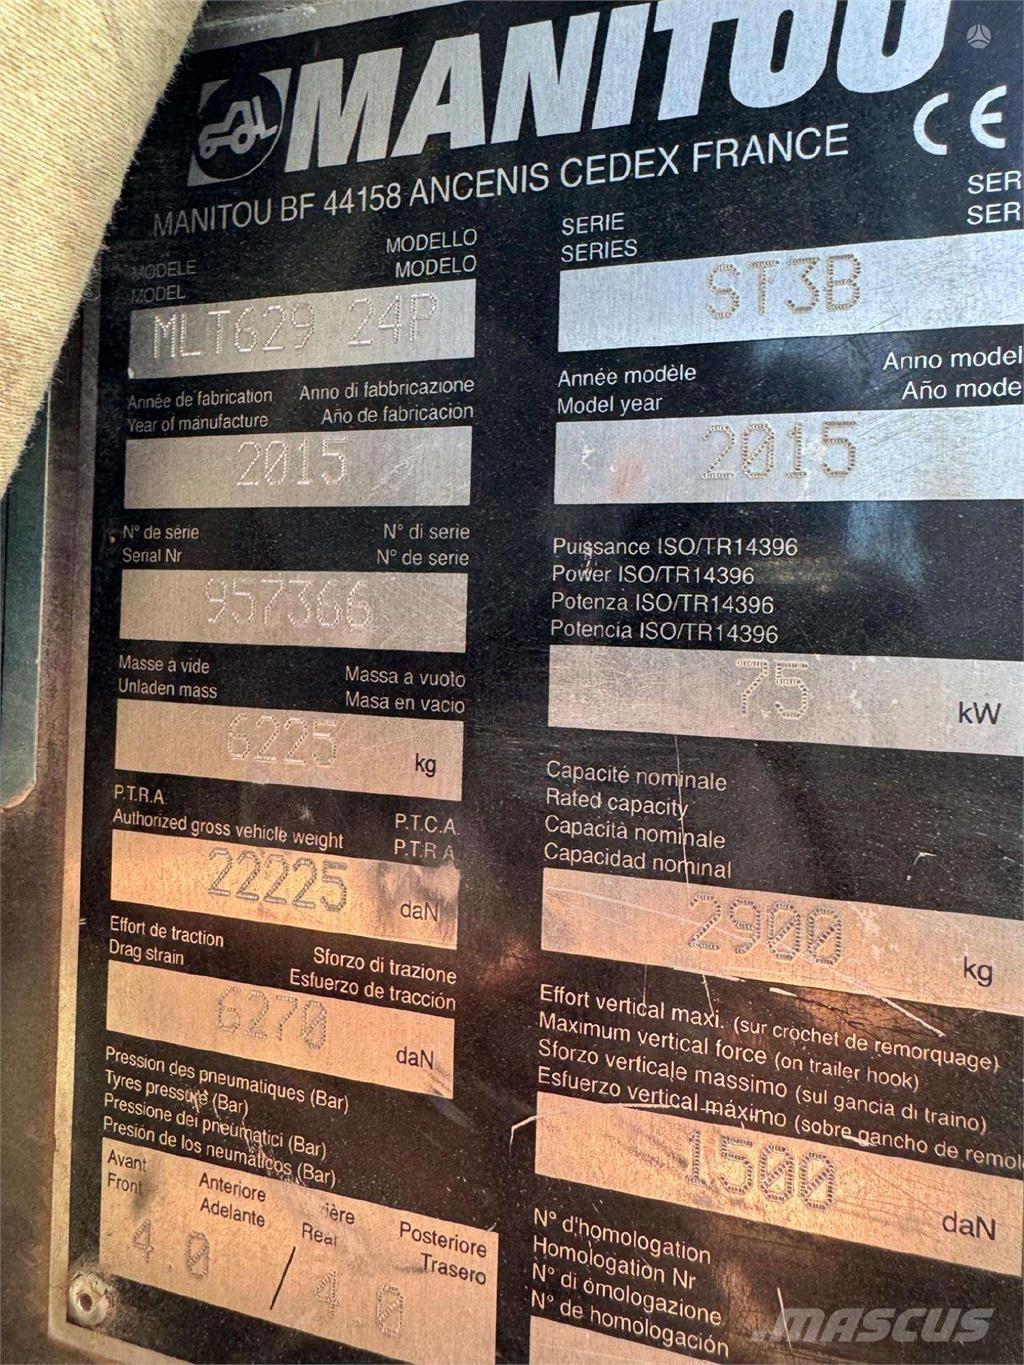 MANITOU
CE
MANITOU BF 44158 ANCENIS CEDEX FRANCE
MODELE MODELLO
MODEL MODELO
MLT629 24P
SERIE SER
SERIES SER
ST3B
Année de fabrication Anno di fabbricazione
Year of manufacture Año de fabricación
2015
Année modèle Anno model
Model year Año mode
2015
N° de série N° di serie
Serial Nr N° de serie
957366
Puissance ISO/TR14396
Power ISO/TR14396
Potenza ISO/TR14396
Potencia ISO/TR14396
75 kW
Masse à vide Massa a vuoto
Unladen mass Masa en vacio
6225 kg
Capacité nominale
Rated capacity
Capacità nominale
Capacidad nominal
2900 kg
P.T.R.A. P.T.C.A.
Authorized gross vehicle weight P.T.R.A
22225 daN
Effort de traction Sforzo di trazione
Drag strain Esfuerzo de tracción
6270 daN
Effort vertical maxi. (sur crochet de remorquage)
Maximum vertical force (on trailer hook)
Sforzo verticale massimo (sul gancia di traino)
Esfuerzo vertical máximo (sobre gancho de remol
1500 daN
Pression des pneumatiques (Bar)
Tyres pressure (Bar)
Pressione dei pneumatici (Bar)
Presión de los neumáticos (Bar)
Avant Anteriore ière Posteriore
Front Adelante Rear Trasero
40 / 40
N° d'homologation
Homologation Nr
N° di omologazione
N° de homologación
MASCUS